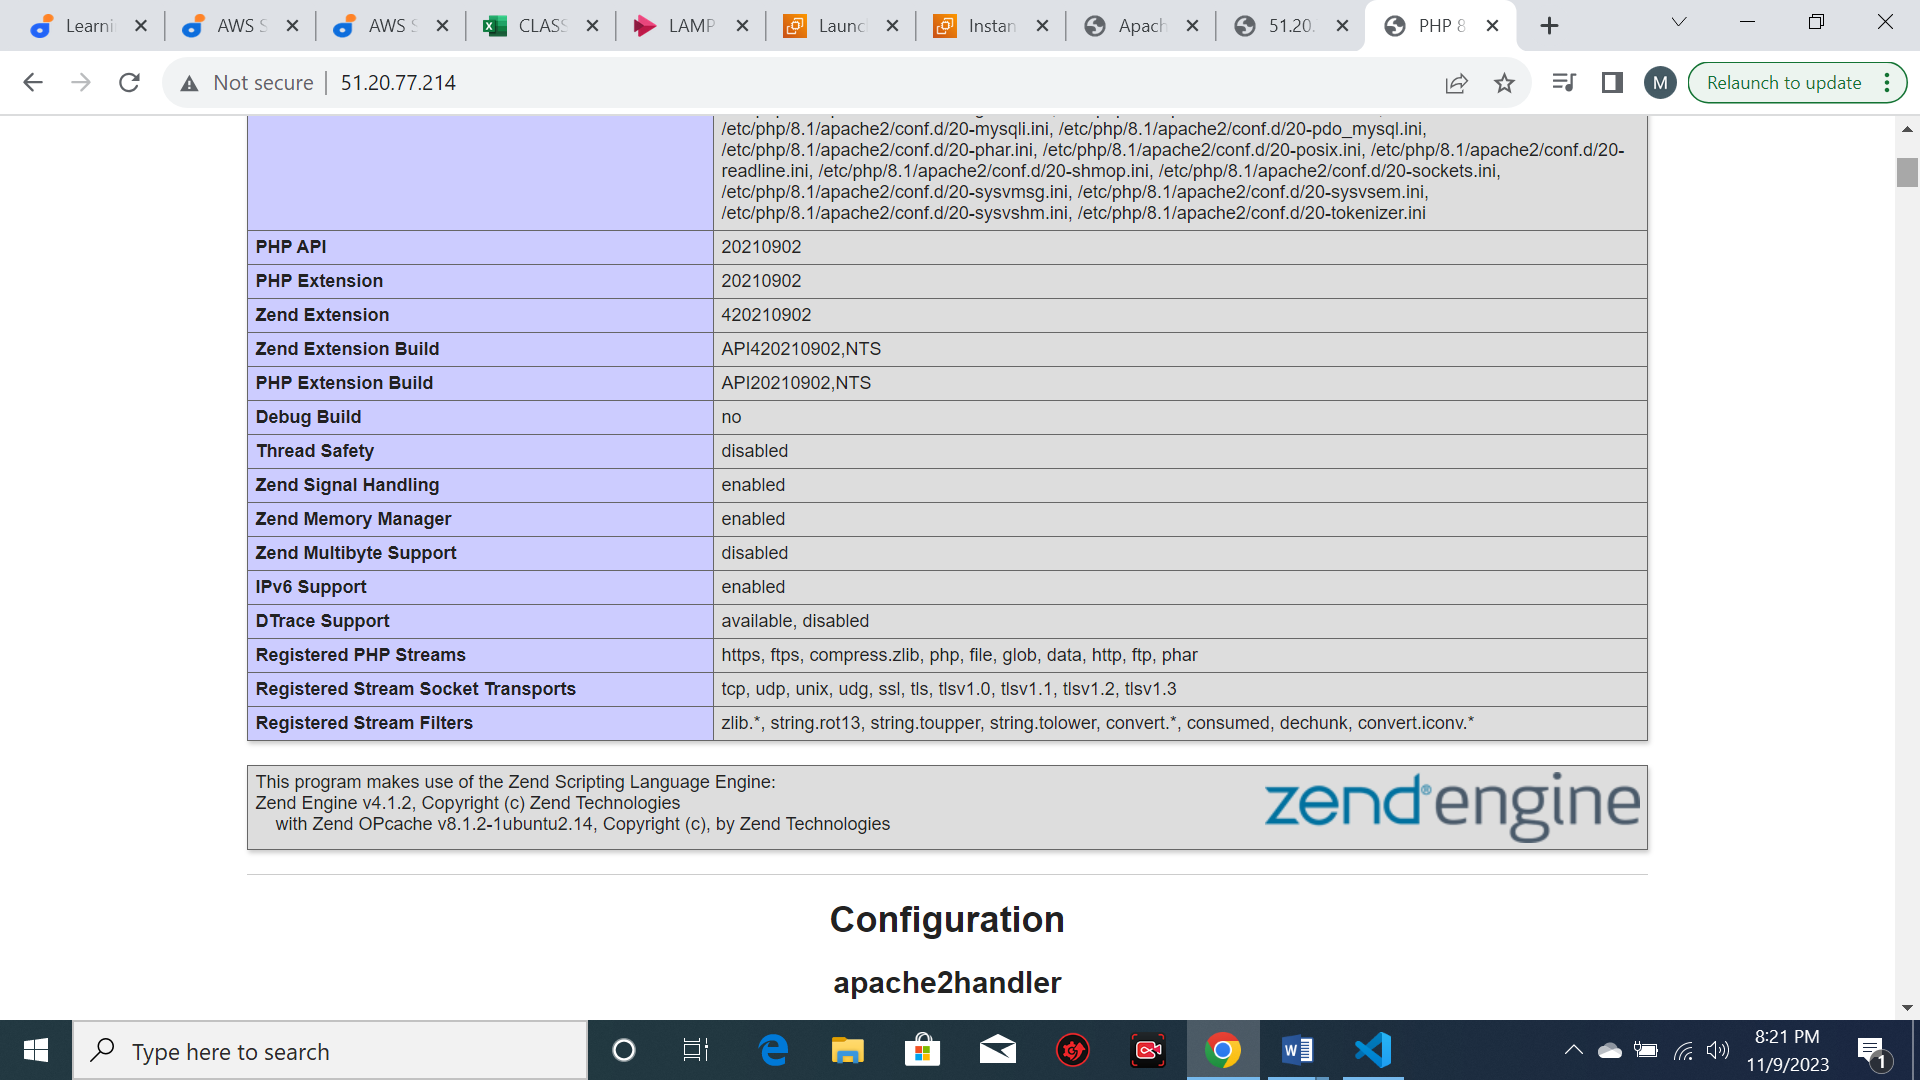 Learni
AWS S
AWS S
CLASS
LAMP
Launc
Instan
Apach
51.20.
PHP 8
Not secure
51.20.77.214
M
Relaunch to update
/etc/php/8.1/apache2/conf.d/20-mysqli.ini, /etc/php/8.1/apache2/conf.d/20-pdo_mysql.ini,
/etc/php/8.1/apache2/conf.d/20-phar.ini, /etc/php/8.1/apache2/conf.d/20-posix.ini, /etc/php/8.1/apache2/conf.d/20-
readline.ini, /etc/php/8.1/apache2/conf.d/20-shmop.ini, /etc/php/8.1/apache2/conf.d/20-sockets.ini,
/etc/php/8.1/apache2/conf.d/20-sysvmsg.ini, /etc/php/8.1/apache2/conf.d/20-sysvsem.ini,
/etc/php/8.1/apache2/conf.d/20-sysvshm.ini, /etc/php/8.1/apache2/conf.d/20-tokenizer.ini
PHP API 20210902
PHP Extension 20210902
Zend Extension 420210902
Zend Extension Build API420210902,NTS
PHP Extension Build API20210902,NTS
Debug Build no
Thread Safety disabled
Zend Signal Handling enabled
Zend Memory Manager enabled
Zend Multibyte Support disabled
IPv6 Support enabled
DTrace Support available, disabled
Registered PHP Streams https, ftps, compress.zlib, php, file, glob, data, http, ftp, phar
Registered Stream Socket Transports tcp, udp, unix, udg, ssl, tls, tlsv1.0, tlsv1.1, tlsv1.2, tlsv1.3
Registered Stream Filters zlib.*, string.rot13, string.toupper, string.tolower, convert.*, consumed, dechunk, convert.iconv.*
This program makes use of the Zend Scripting Language Engine:
Zend Engine v4.1.2, Copyright (c) Zend Technologies
with Zend OPcache v8.1.2-1ubuntu2.14, Copyright (c), by Zend Technologies
zend®engine
Configuration
apache2handler
Type here to search
8:21 PM
11/9/2023
1